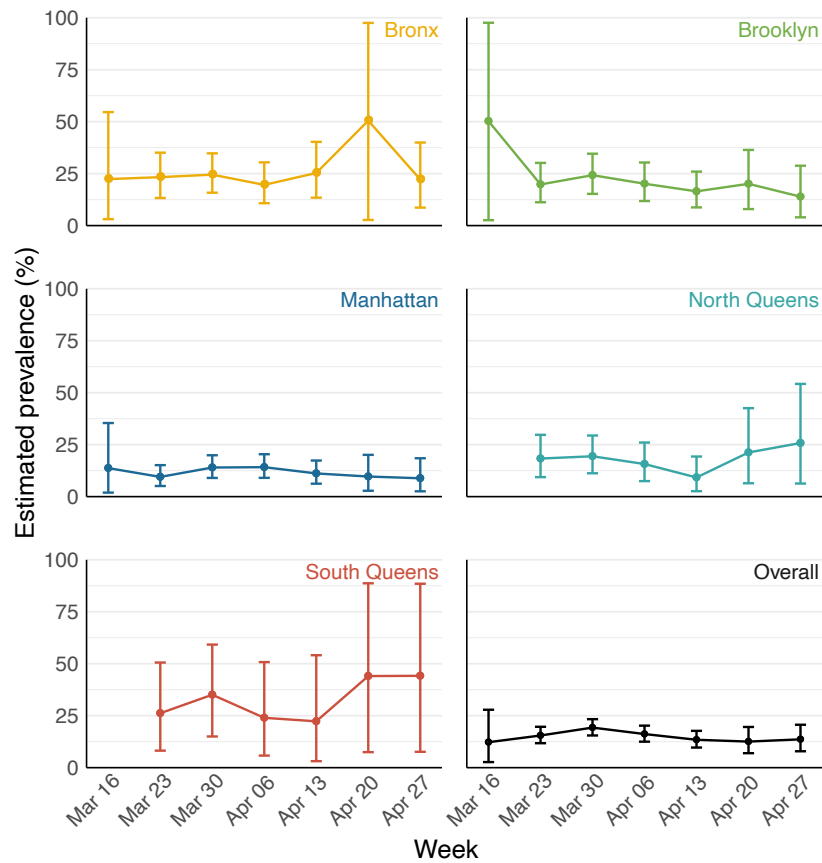 100
75
50
25
0
Bronx
Brooklyn
Estimated prevalence (%)
100
75
50
25
0
Manhattan
North Queens
100
75
50
25
0
South Queens
Overall
Mar 16
Mar 23
Mar 30
Apr 06
Apr 13
Apr 20
Apr 27
Mar 16
Mar 23
Mar 30
Apr 06
Apr 13
Apr 20
Apr 27
Week